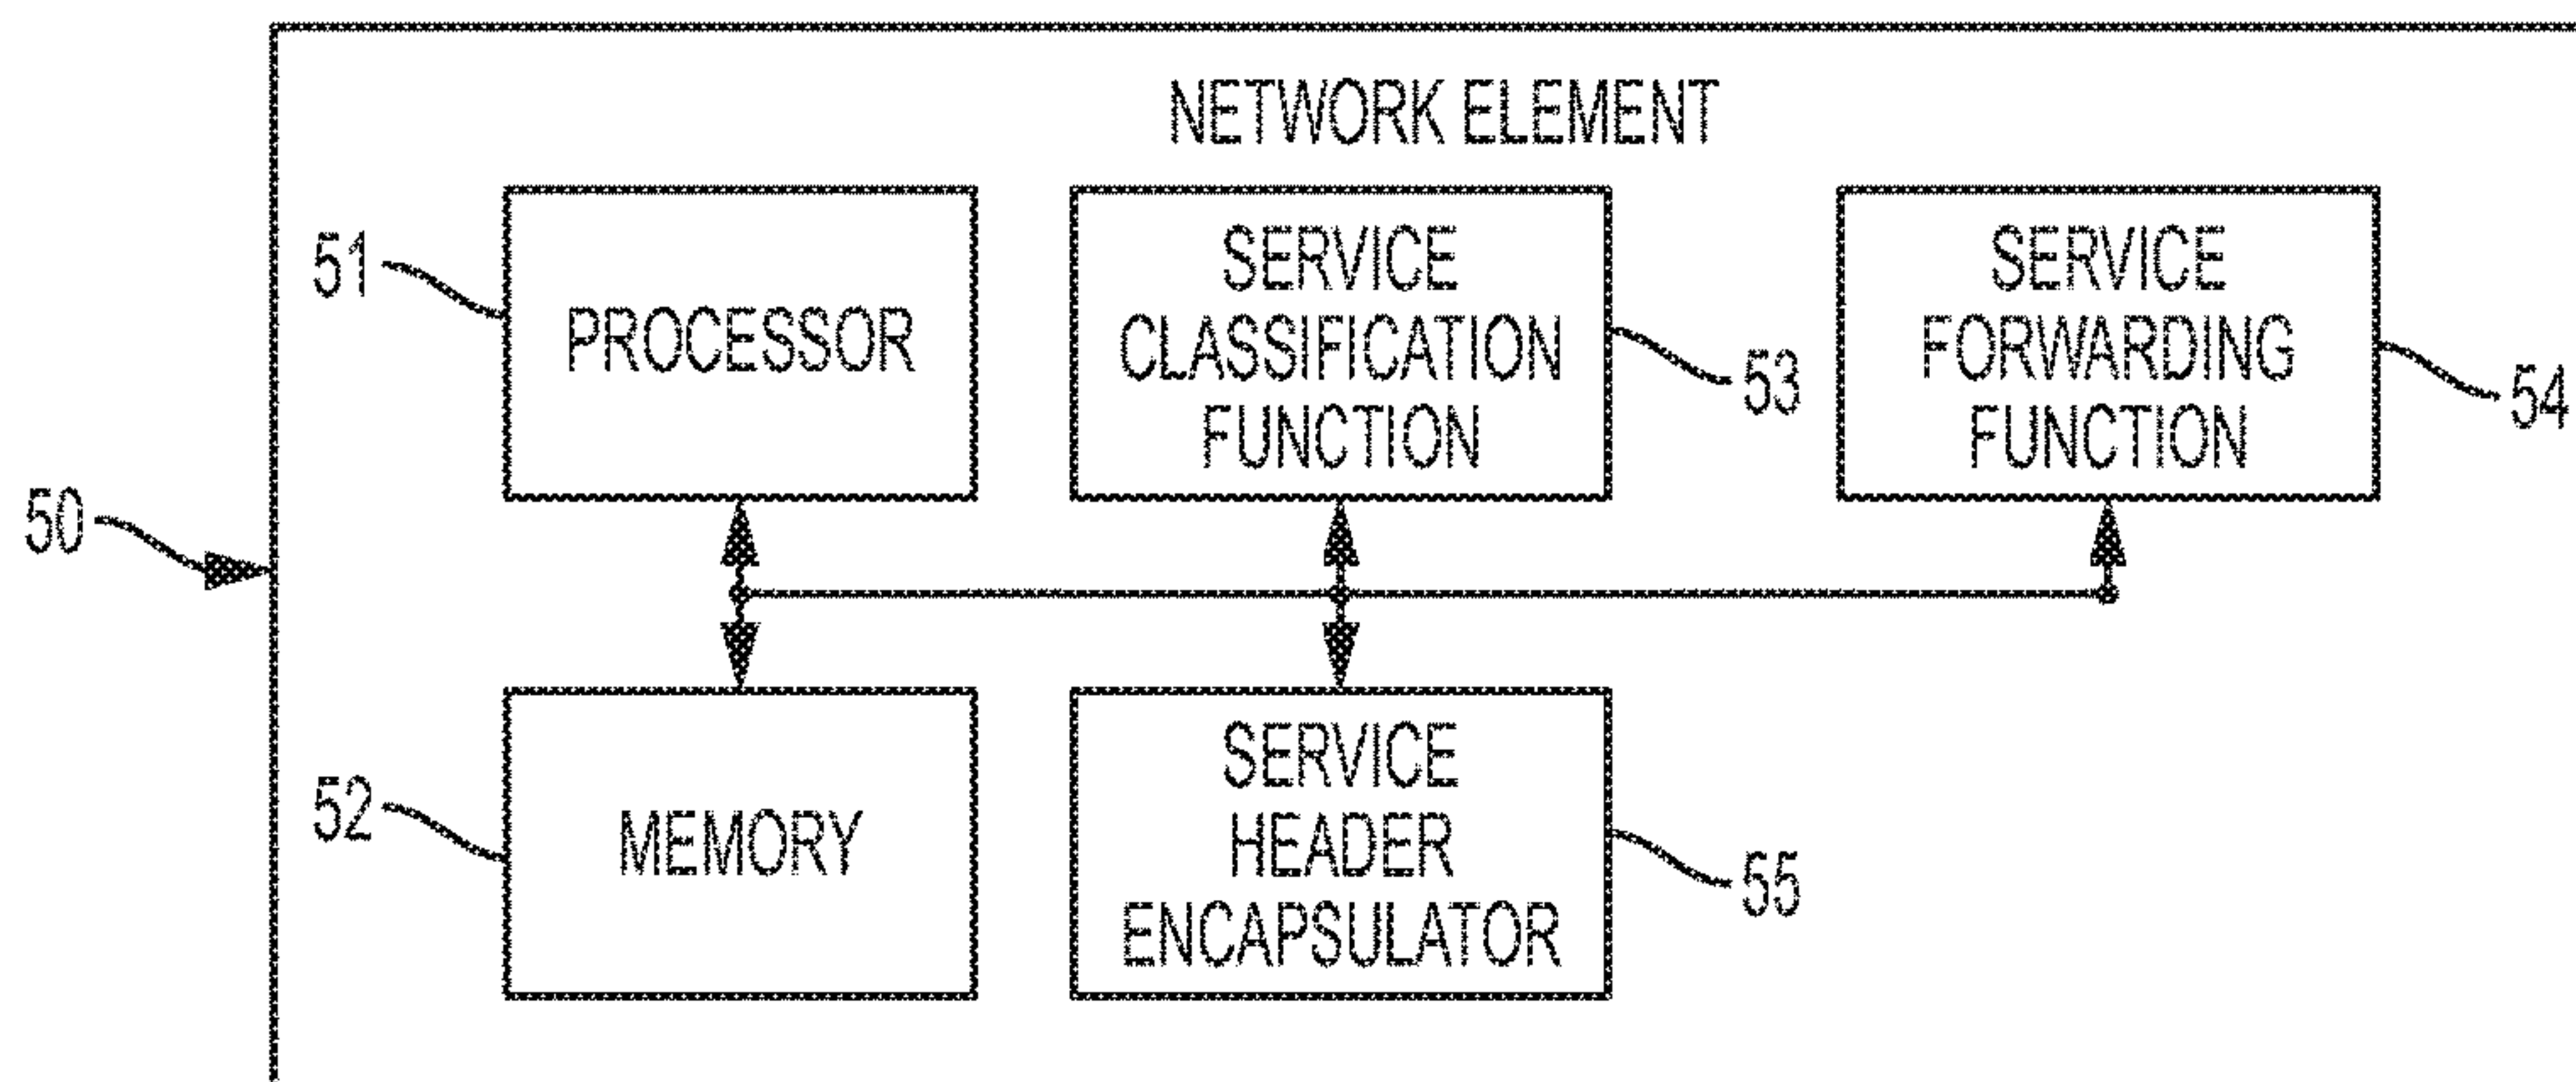 NETWORK ELEMENT
51
PROCESSOR
SERVICE
CLASSIFICATION
FUNCTION
53
SERVICE
FORWARDING
FUNCTION
54
50
52
MEMORY
SERVICE
HEADER
ENCAPSULATOR
55